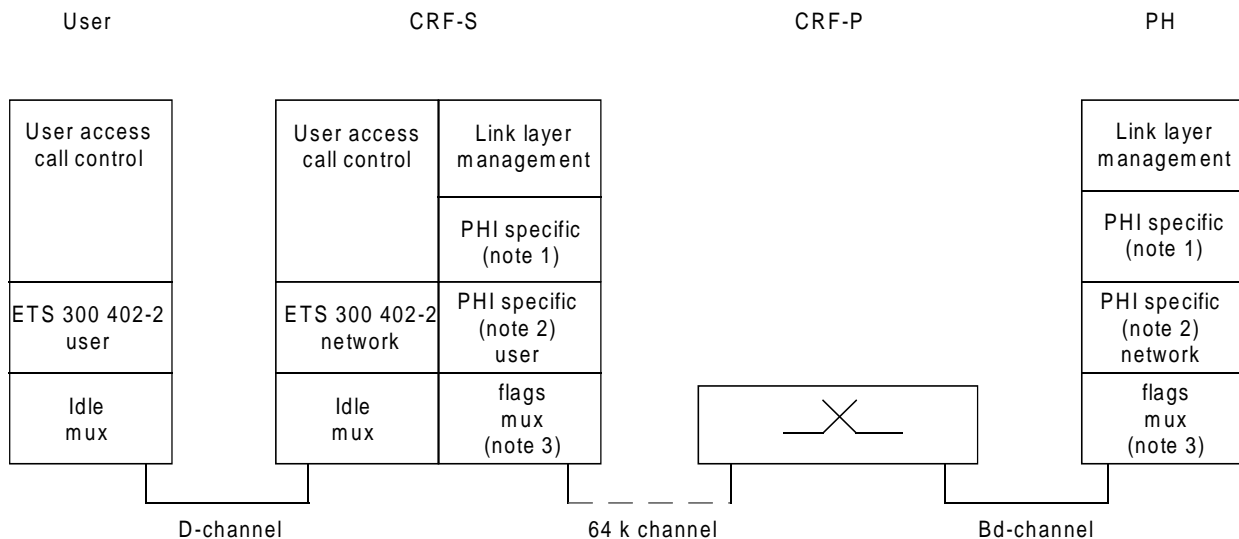 User
CRF-S
CRF-P
PH
User access
call control
ETS 300 402-2
user
Idle
mux
User access
call control
ETS 300 402-2
network
Idle
mux
Link layer
management
PHI specific
(note 1)
PHI specific
(note 2)
user
flags
mux
(note 3)
Link layer
management
PHI specific
(note 1)
PHI specific
(note 2)
network
flags
mux
(note 3)
D-channel
64 k channel
Bd-channel